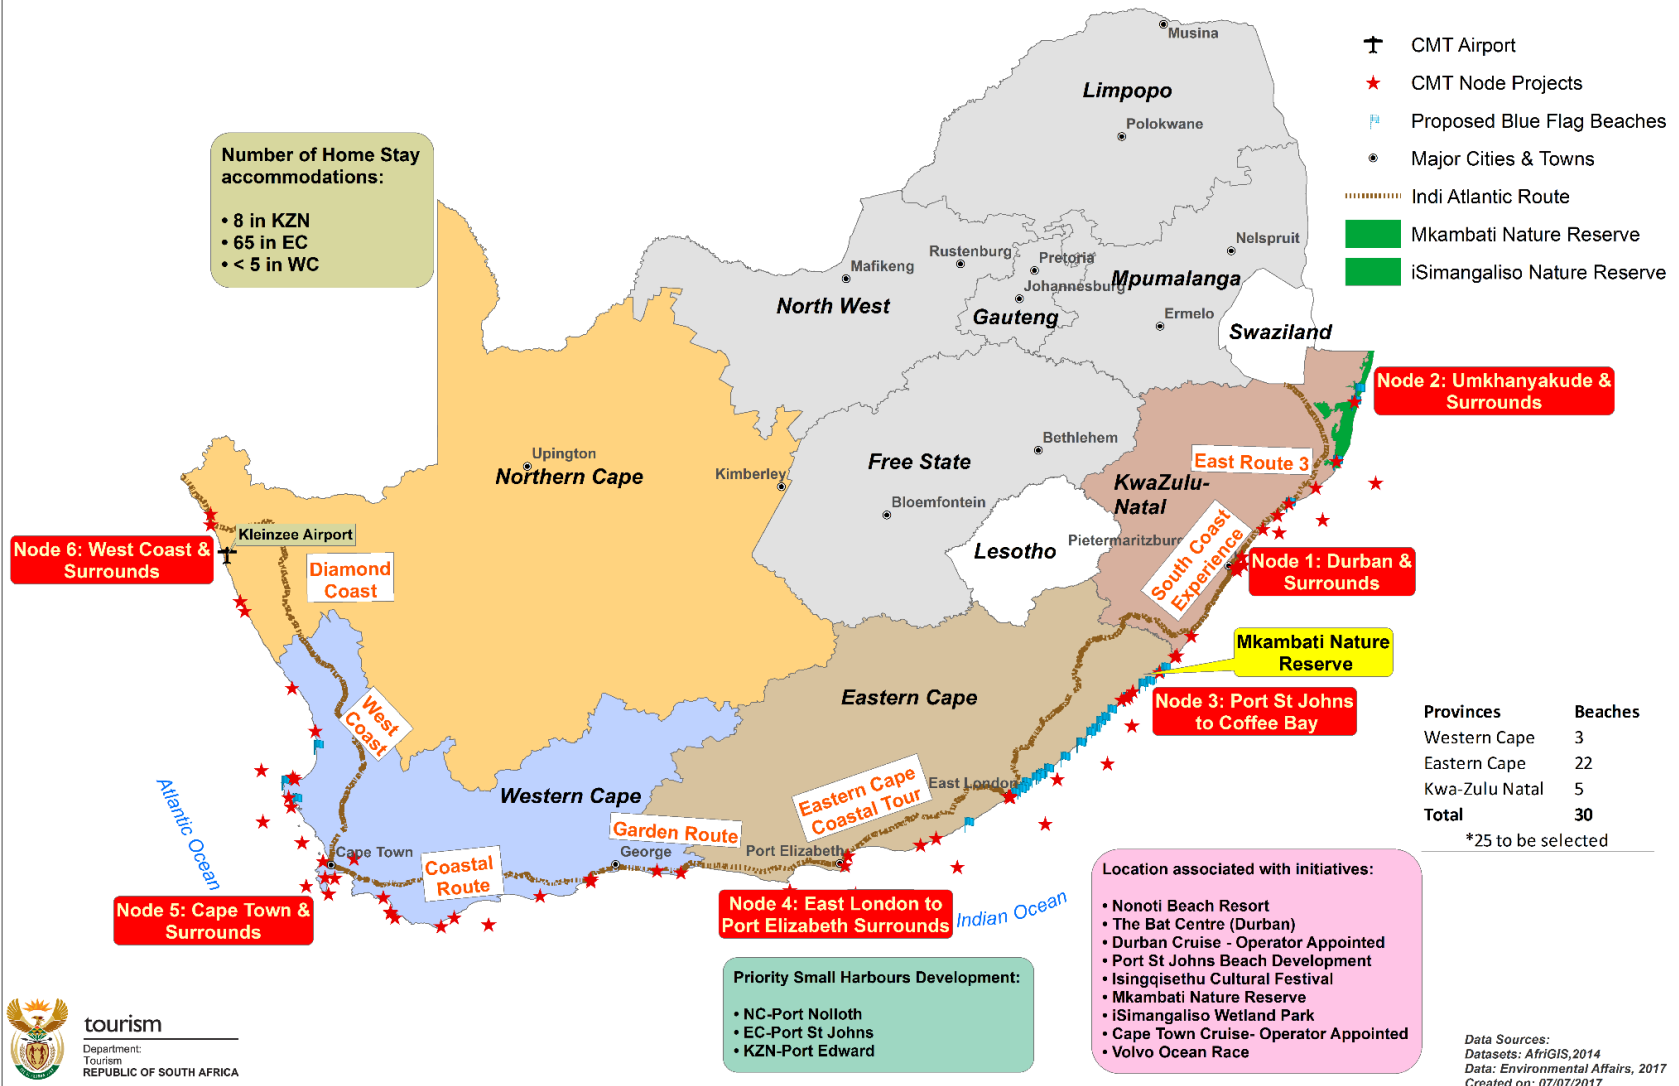 Musina
Limpopo
Polokwane
CMT Airport
CMT Node Projects
Proposed Blue Flag Beaches
Major Cities & Towns
Indi Atlantic Route
Mkambati Nature Reserve
iSimangaliso Nature Reserve
Number of Home Stay
accommodations:
• 8 in KZN
• 65 in EC
• < 5 in WC
Nelspruit
Rustenburg
Pretoria
Mafikeng
Mpumalanga
Johannesburg
North West
Gauteng
Ermelo
Swaziland
Node 2: Umkhanyakude &
Surrounds
Bethlehem
Upington
Northern Cape
Kimberley
Free State
East Route 3
KwaZulu-
Natal
Bloemfontein
Kleinzee Airport
Node 6: West Coast &
Surrounds
Diamond
Coast
Lesotho
Pietermaritzburg
South Coast
Experience
Node 1: Durban &
Surrounds
Mkambati Nature
Reserve
Eastern Cape
Node 3: Port St Johns
to Coffee Bay
West
Coast
Provinces Beaches
Western Cape 3
Eastern Cape 22
Kwa-Zulu Natal 5
Total 30
*25 to be selected
Atlantic Ocean
Western Cape
East London
Eastern Cape
Coastal Tour
Garden Route
Cape Town
George
Port Elizabeth
Coastal
Route
Node 5: Cape Town &
Surrounds
Node 4: East London to
Port Elizabeth Surrounds
Indian Ocean
Location associated with initiatives:
• Nonoti Beach Resort
• The Bat Centre (Durban)
• Durban Cruise - Operator Appointed
• Port St Johns Beach Development
• Isingqisethu Cultural Festival
• Mkambati Nature Reserve
• iSimangaliso Wetland Park
• Cape Town Cruise- Operator Appointed
• Volvo Ocean Race
Priority Small Harbours Development:
• NC-Port Nolloth
• EC-Port St Johns
• KZN-Port Edward
tourism
Department:
Tourism
REPUBLIC OF SOUTH AFRICA
Data Sources:
Datasets: AfriGIS,2014
Data: Environmental Affairs, 2017
Created on: 07/07/2017